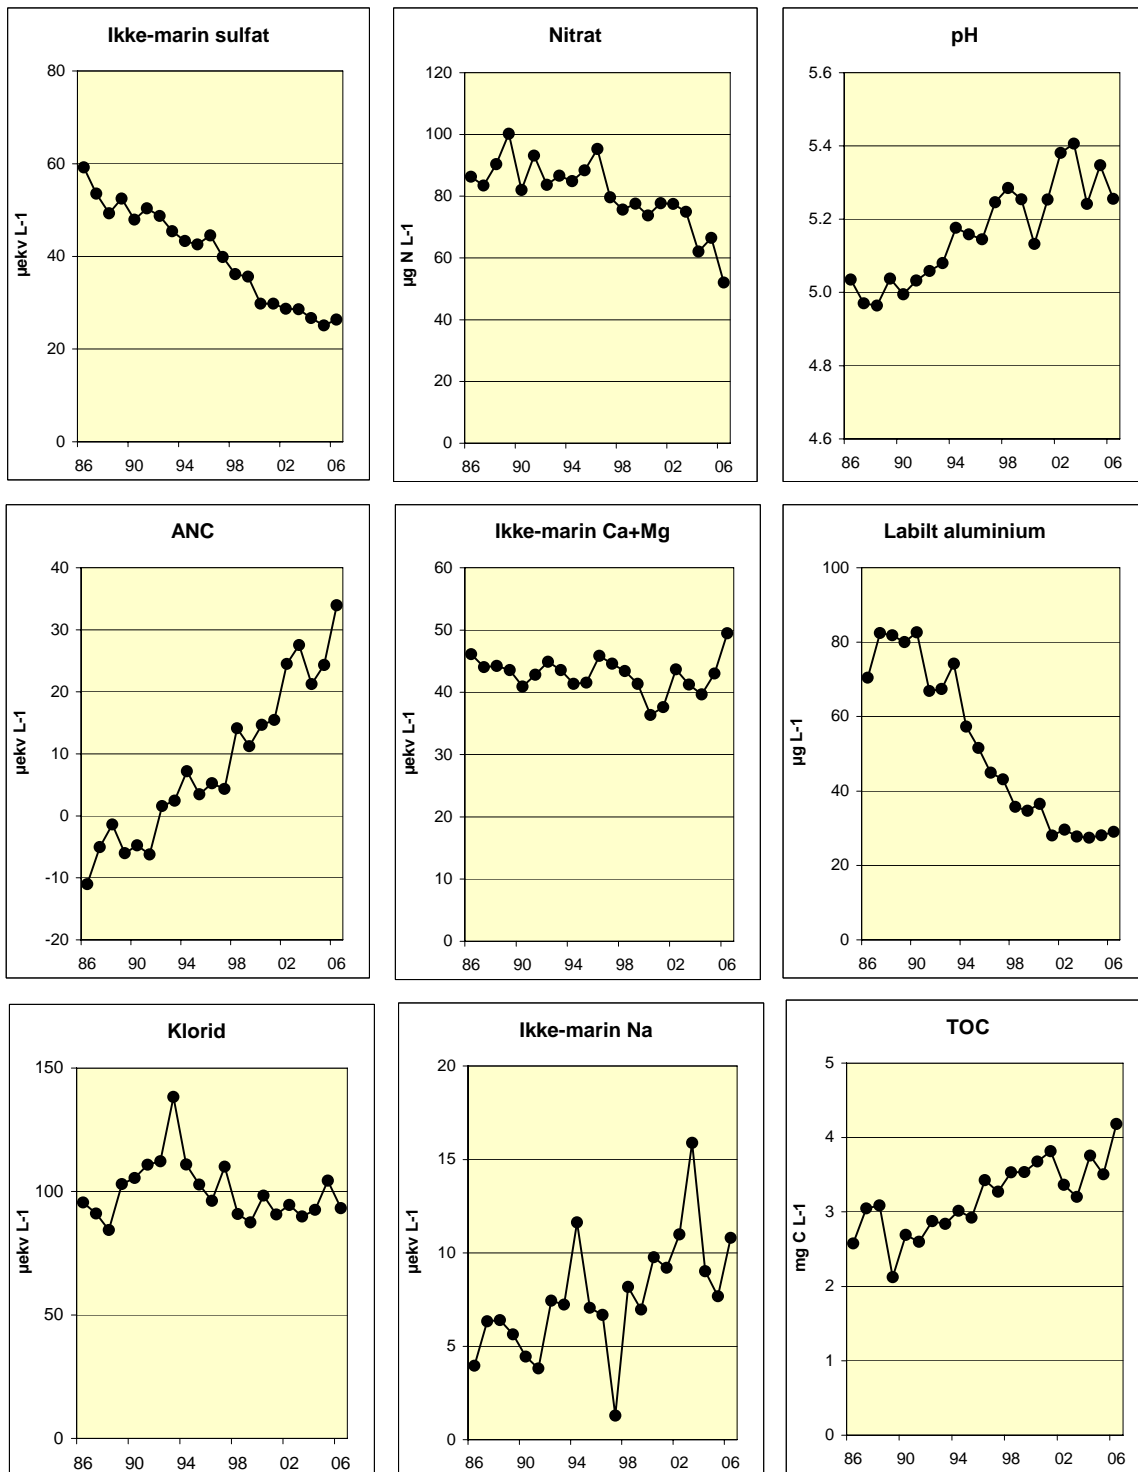 Ikke-marin sulfat
80
60
40
20
0
µekv L-1
86 90 94 98 02 06
Nitrat
120
100
80
60
40
20
0
µg N L-1
86 90 94 98 02 06
pH
5.6
5.4
5.2
5.0
4.8
4.6
86 90 94 98 02 06
ANC
40
30
20
10
0
-10
-20
µekv L-1
86 90 94 98 02 06
Ikke-marin Ca+Mg
60
50
40
30
20
10
0
µekv L-1
86 90 94 98 02 06
Labilt aluminium
100
80
60
40
20
0
µg L-1
86 90 94 98 02 06
Klorid
150
100
50
0
µekv L-1
86 90 94 98 02 06
Ikke-marin Na
20
15
10
5
0
µekv L-1
86 90 94 98 02 06
TOC
5
4
3
2
1
0
mg C L-1
86 90 94 98 02 06